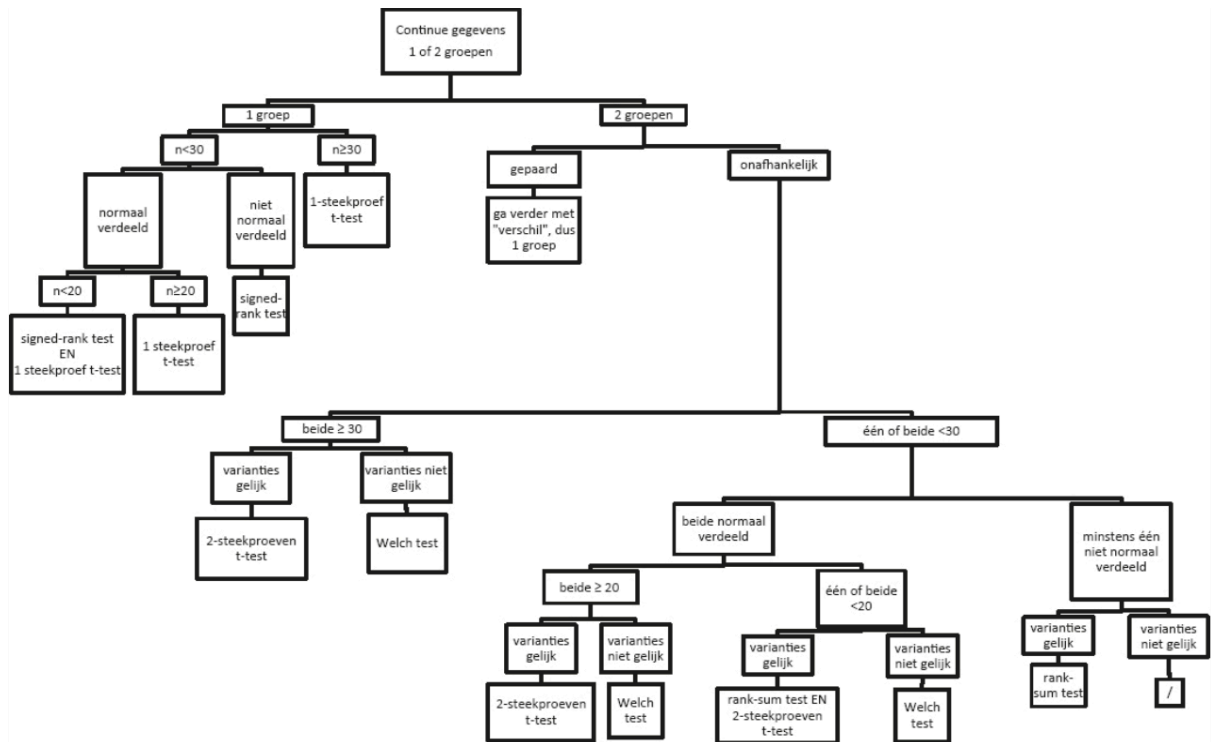 Continue gegevens
1 of 2 groepen
1 groep
2 groepen
n<30
n≥30
gepaard
onafhankelijk
normaal
verdeeld
niet
normaal
verdeeld
1-steekproef
t-test
ga verder met
"verschil", dus
1 groep
n<20
n≥20
signed-
rank test
signed-rank test
EN
1 steekproef t-test
1 steekproef
t-test
beide ≥ 30
één of beide <30
varianties
gelijk
varianties niet
gelijk
2-steekproeven
t-test
Welch test
beide normaal
verdeeld
minstens één
niet normaal
verdeeld
beide ≥ 20
één of beide
<20
varianties
gelijk
varianties
niet gelijk
varianties
gelijk
varianties
niet gelijk
varianties
gelijk
varianties
niet gelijk
2-steekproeven
t-test
Welch
test
rank-sum test EN
2-steekproeven
t-test
Welch
test
rank-
sum test
/